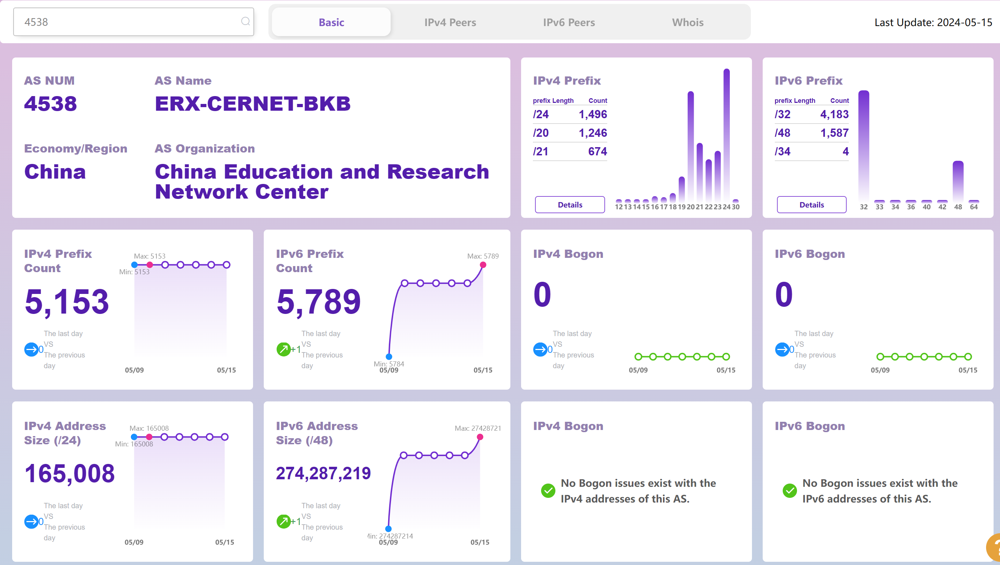 4538
Basic
IPv4 Peers
IPv6 Peers
Whois
Last Update: 2024-05-15
AS NUM
4538
AS Name
ERX-CERNET-BKB
Economy/Region
China
AS Organization
China Education and Research
Network Center
IPv4 Prefix
prefix Length Count
/24 1,496
/20 1,246
/21 674
Details
12 13 14 15 16 17 18 19 20 21 22 23 24 30
IPv6 Prefix
prefix Length Count
/32 4,183
/48 1,587
/34 4
Details
32 33 34 36 40 42 48 64
IPv4 Prefix
Count
5,153
0
The last day
VS
The previous
day
Max: 5153
Min: 5153
05/09 05/15
IPv6 Prefix
Count
5,789
+1
The last day
VS
The previous
day
Max: 5789
Min: 5784
05/09 05/15
IPv4 Bogon
0
0
The last day
VS
The previous
day
05/09 05/15
IPv6 Bogon
0
0
The last day
VS
The previous
day
05/09 05/15
IPv4 Address
Size (/24)
165,008
0
The last day
VS
The previous
day
Max: 165008
Min: 165008
05/09 05/15
IPv6 Address
Size (/48)
274,287,219
+1
The last day
VS
The previous
day
Max: 27428721
Min: 274287214
05/09 05/15
IPv4 Bogon
No Bogon issues exist with the
IPv4 addresses of this AS.
IPv6 Bogon
No Bogon issues exist with the
IPv6 addresses of this AS.
?